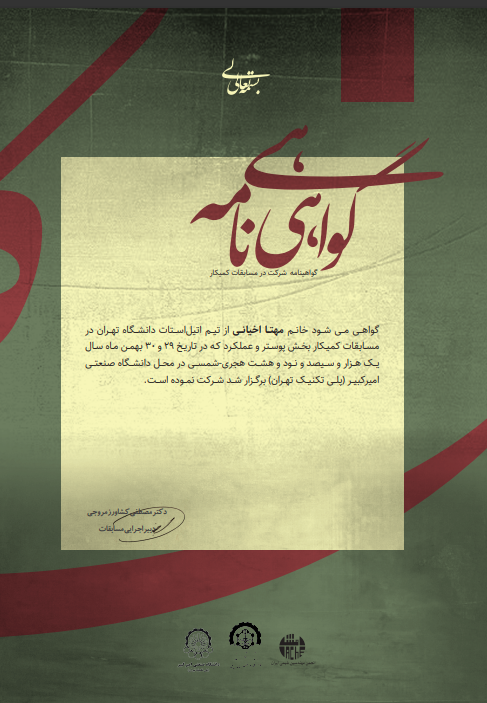 بسمه تعالی
گواهی نامه
گواهینامه شرکت در مسابقات کمیکار
گواهی می شود خانم مهتا اخیانی از تیم اتیل‌استات دانشگاه تهران در
مسابقات کمیکار بخش پوستر و عملکرد که در تاریخ ۲۹ و ۳۰ بهمن ماه سال
یک هزار و سیصد و نود و هشت هجری-شمسی در محل دانشگاه صنعتی
امیرکبیر (پلی تکنیک تهران) برگزار شد شرکت نموده است.
دکتر مصطفی کشاورز مروجی
دبیر اجرایی مسابقات